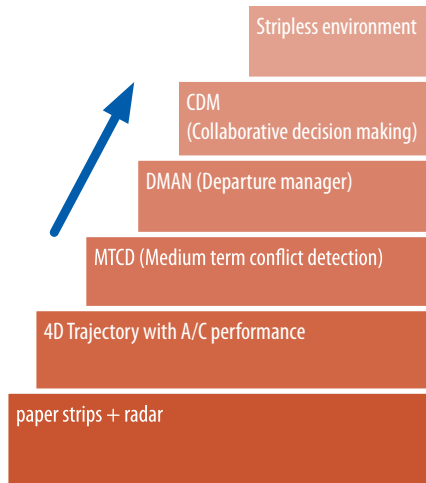 Stripless environment
CDM
(Collaborative decision making)
DMAN (Departure manager)
MTCD (Medium term conflict detection)
4D Trajectory with A/C performance
paper strips + radar